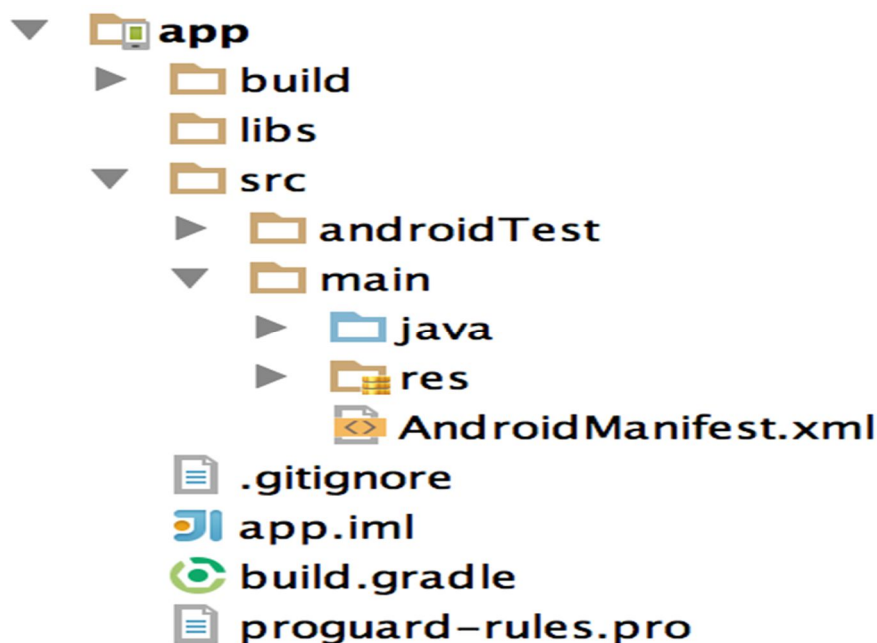 app
build
libs
src
androidTest
main
java
res
AndroidManifest.xml
.gitignore
app.iml
build.gradle
proguard-rules.pro